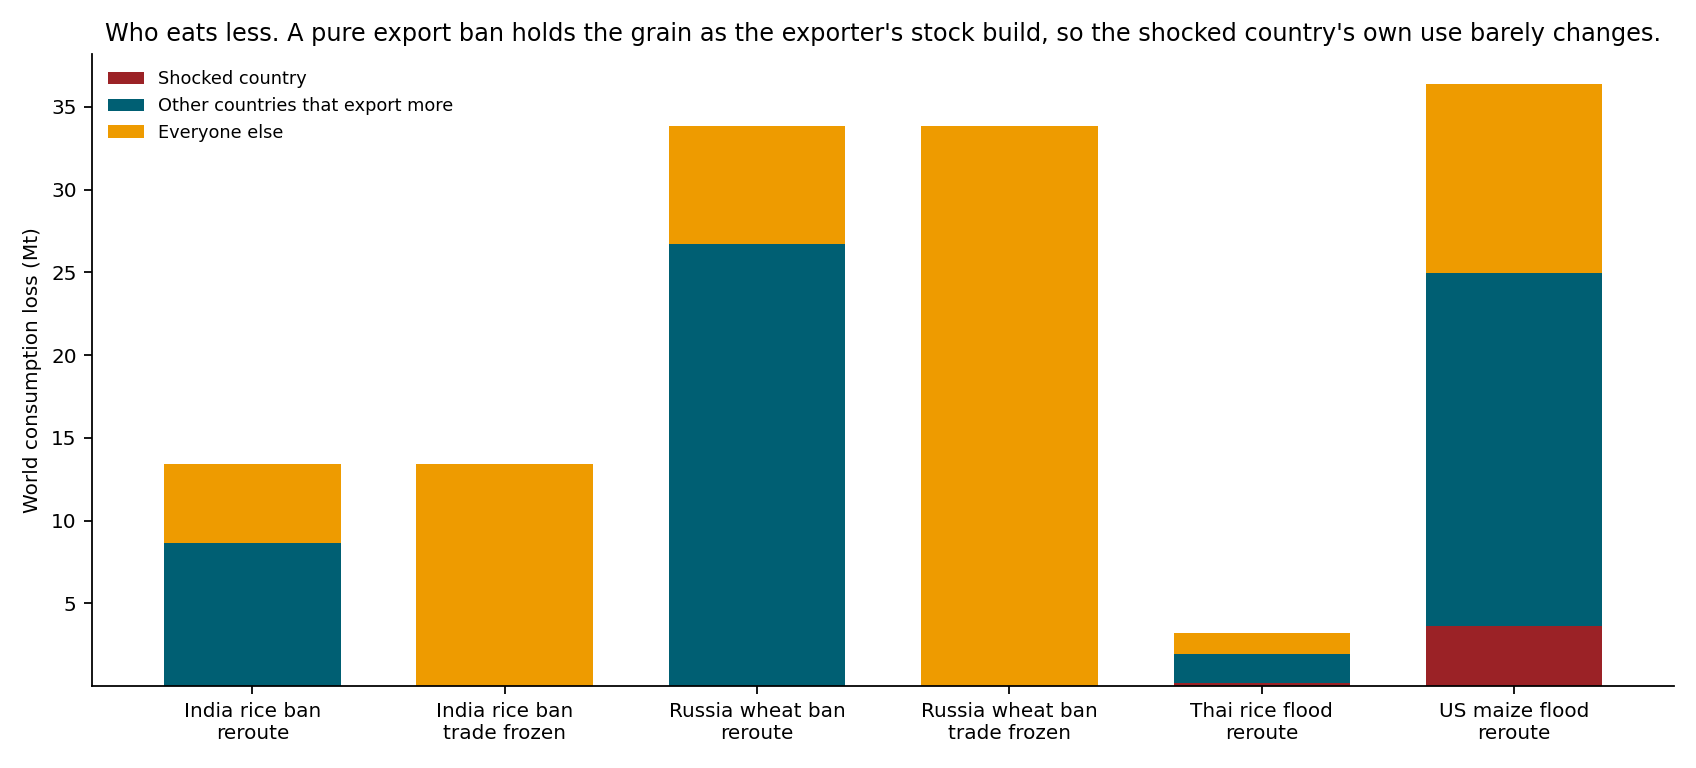 Who eats less. A pure export ban holds the grain as the exporter's stock build, so the shocked country's own use barely changes.
Shocked country
Other countries that export more
Everyone else
World consumption loss (Mt)
35
30
25
20
15
10
5
India rice ban
reroute
India rice ban
trade frozen
Russia wheat ban
reroute
Russia wheat ban
trade frozen
Thai rice flood
reroute
US maize flood
reroute